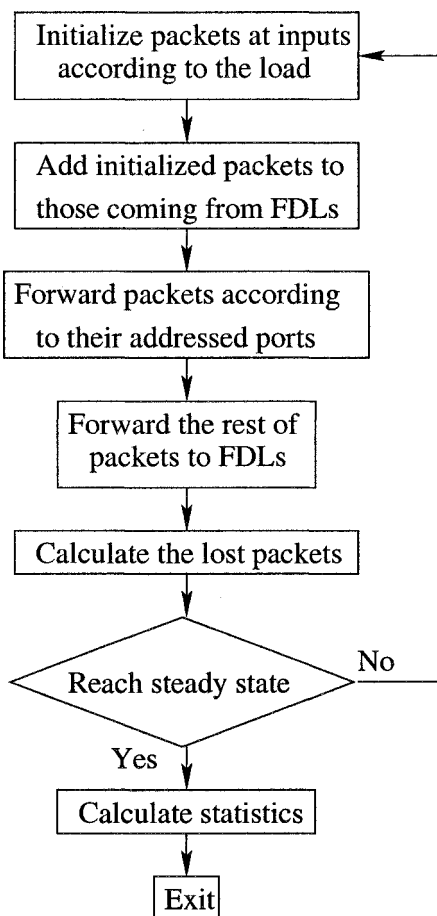 Initialize packets at inputs
according to the load
Add initialized packets to
those coming from FDLs
Forward packets according
to their addressed ports
Forward the rest of
packets to FDLs
Calculate the lost packets
Reach steady state
No
Yes
Calculate statistics
Exit